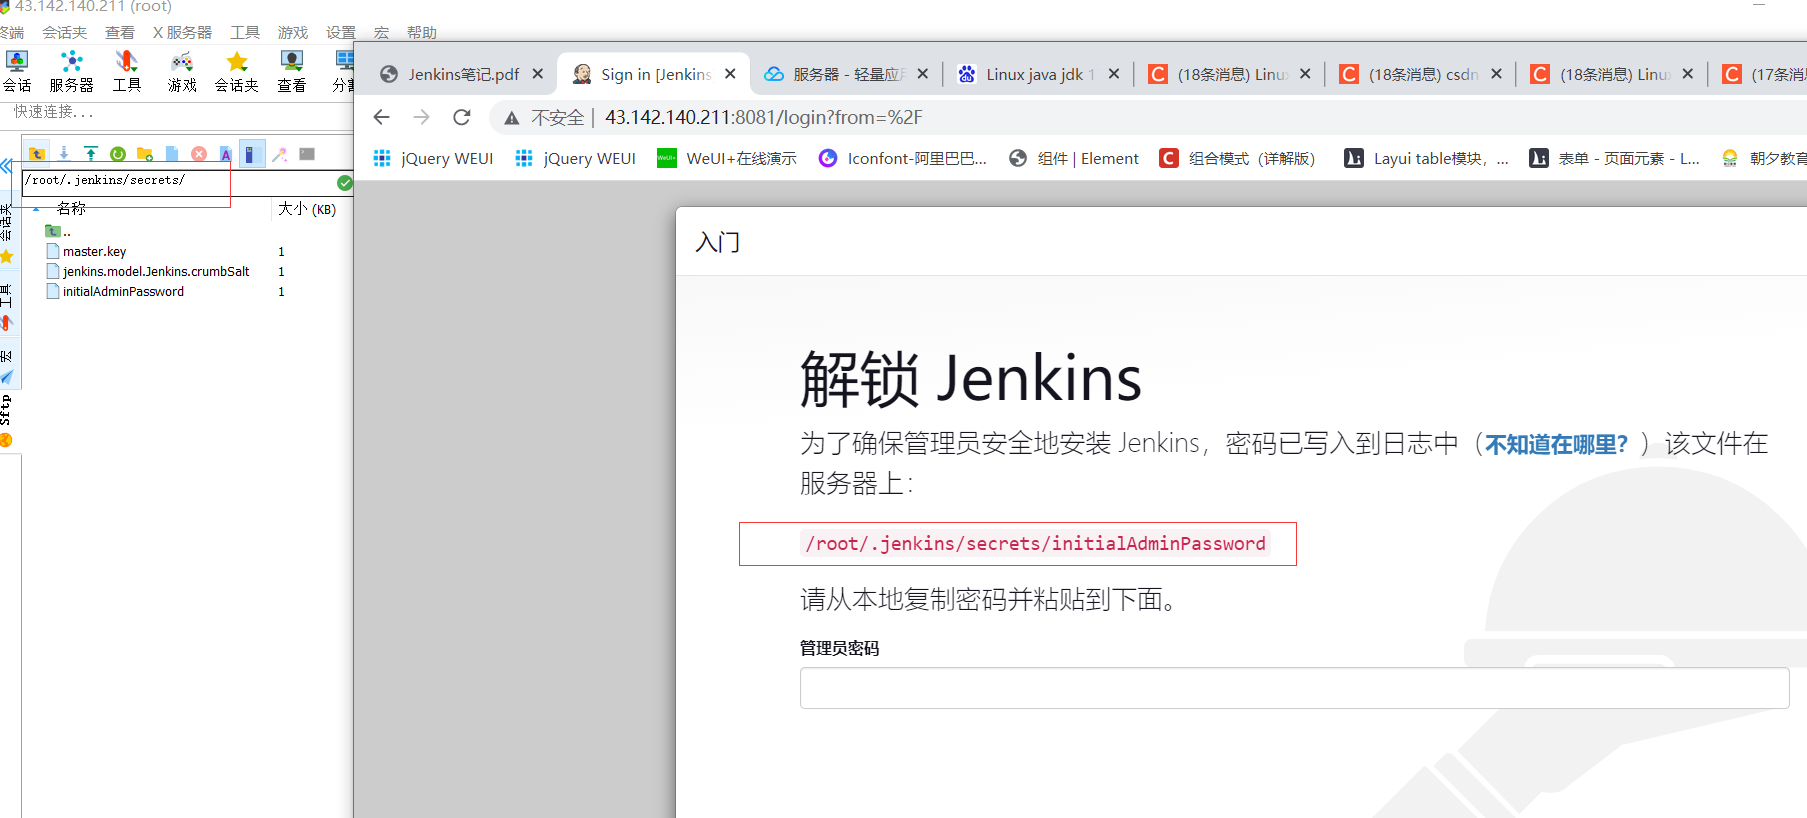 43.142.140.211 (root)
终端 会话夹 查看 X 服务器 工具 游戏 设置 宏 帮助
会话 服务器 工具 游戏 会话夹 查看
快速连接...
/root/.jenkins/secrets/
名称 大小 (KB)
..
master.key 1
jenkins.model.Jenkins.crumbSalt 1
initialAdminPassword 1
会话夹
工具
宏
Sftp
Jenkins笔记.pdf Sign in [Jenkins 服务器 - 轻量应 Linux java jdk 1 (18条消息) Linu (18条消息) csdn (18条消息) Linu (17条消
不安全 | 43.142.140.211:8081/login?from=%2F
jQuery WEUI jQuery WEUI WeUI+在线演示 Iconfont-阿里巴巴... 组件 | Element 组合模式（详解版） Layui table模块，... 表单 - 页面元素 - L... 朝夕教育
入门
解锁 Jenkins
为了确保管理员安全地安装 Jenkins，密码已写入到日志中（不知道在哪里？）该文件在
服务器上：
/root/.jenkins/secrets/initialAdminPassword
请从本地复制密码并粘贴到下面。
管理员密码